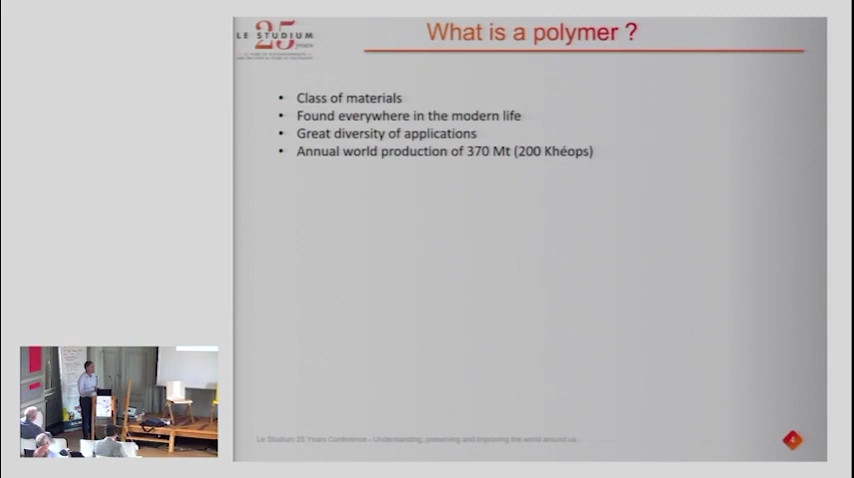 LE STUDIUM
25
years
What is a polymer ?
• Class of materials
• Found everywhere in the modern life
• Great diversity of applications
• Annual world production of 370 Mt (200 Khéops)
Le Studium 25 Years Conference – Understanding, preserving and improving the world around us
4